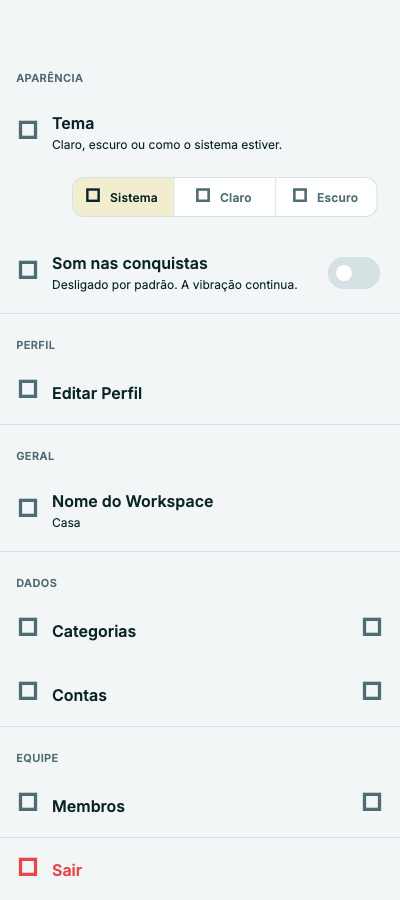 APARÊNCIA
Tema
Claro, escuro ou como o sistema estiver.
Sistema
Claro
Escuro
Som nas conquistas
Desligado por padrão. A vibração continua.
PERFIL
Editar Perfil
GERAL
Nome do Workspace
Casa
DADOS
Categorias
Contas
EQUIPE
Membros
Sair